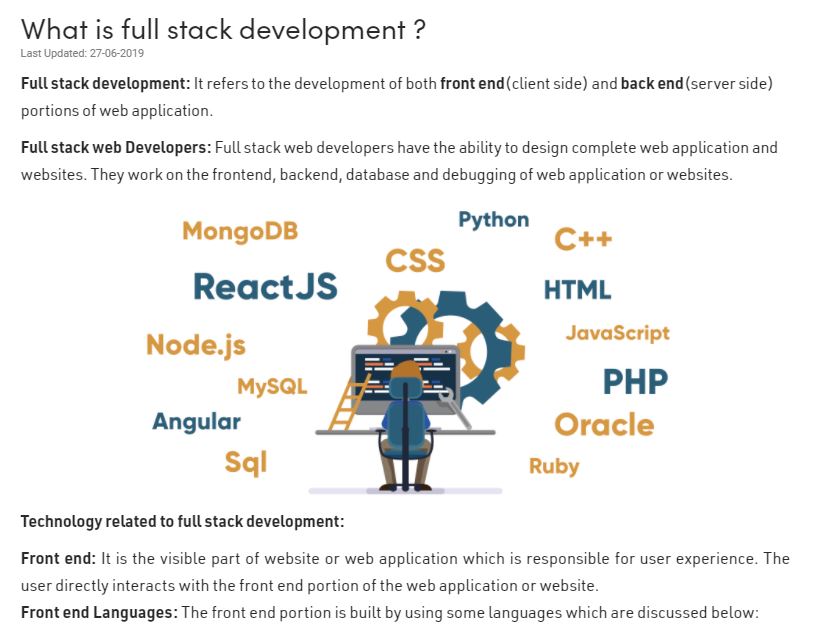 What is full stack development ?
Last Updated: 27-06-2019
Full stack development: It refers to the development of both front end(client side) and back end(server side)
portions of web application.
Full stack web Developers: Full stack web developers have the ability to design complete web application and
websites. They work on the frontend, backend, database and debugging of web application or websites.
Python
MongoDB
C++
CSS
ReactJS
HTML
JavaScript
Node.js
PHP
MySQL
Angular
Oracle
Sql
Ruby
Technology related to full stack development:
Front end: It is the visible part of website or web application which is responsible for user experience. The
user directly interacts with the front end portion of the web application or website.
Front end Languages: The front end portion is built by using some languages which are discussed below: